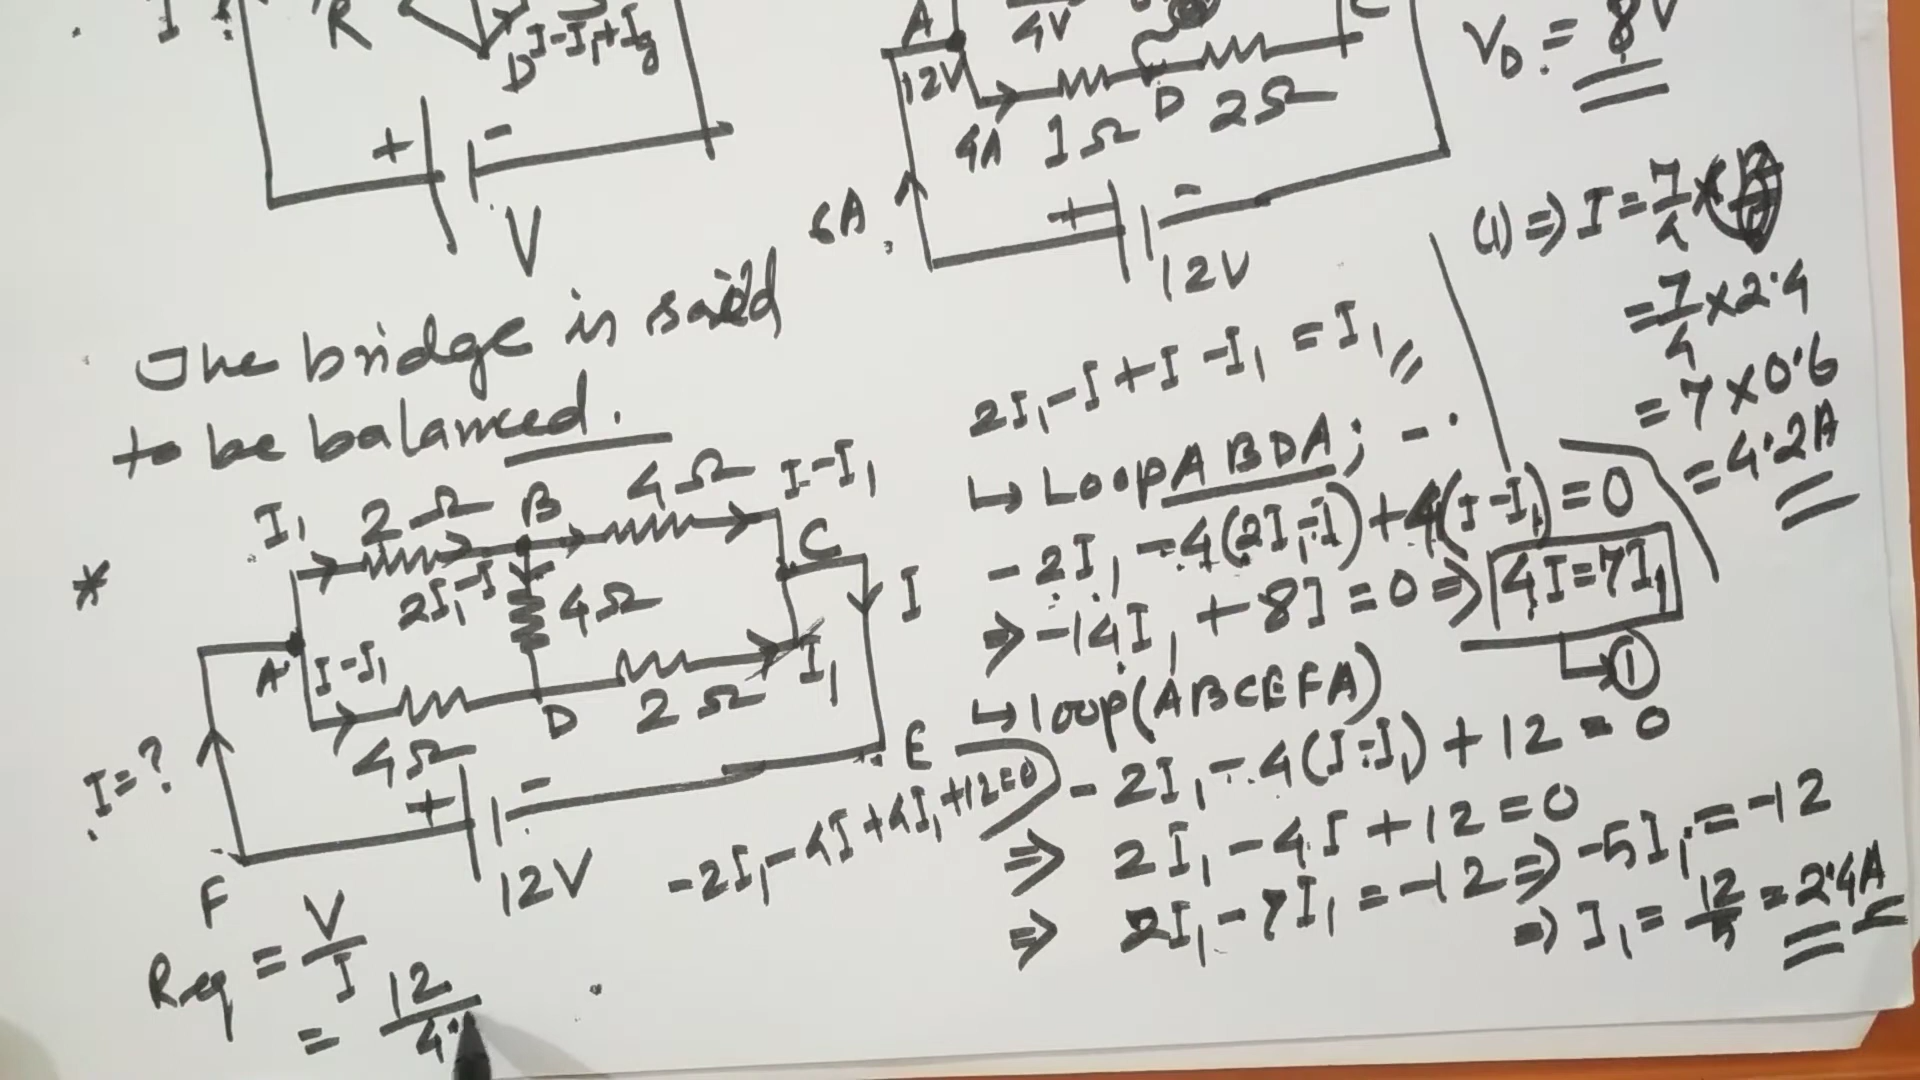 I
R
D
I-I₁+Ig
+ -
V
A
12V
4V
C
D
4A 1Ω 2Ω
6A
+ -
12V
V_D = 8V
(1) ⇒ I = 7/4 ×
= 7/4 × 2.4
= 7 × 0.6
= 4.2A
The bridge is said
to be balanced.
2I₁-I+I-I₁ = I₁
↳ Loop ABDA; -
-2I₁-4(2I₁-I)+4(I-I₁) = 0
⇒ -14I₁ + 8I = 0 ⇒ 4I = 7I₁
→ 1
↳ loop(ABCEFA)
-2I₁-4(I-I₁) + 12 = 0
-2I₁-4I+4I₁+12=0
⇒ 2I₁-4I+12=0
⇒ 2I₁-7I₁ = -12 ⇒ -5I₁ = -12
⇒ I₁ = 12/5 = 2.4A
*
I₁ 2Ω B 4Ω I-I₁
2I₁-I 4Ω C
I
A I-I₁
I₁
D 2Ω
4Ω
E
I=?
+ -
F
12V
Req = V/I
= 12/4.